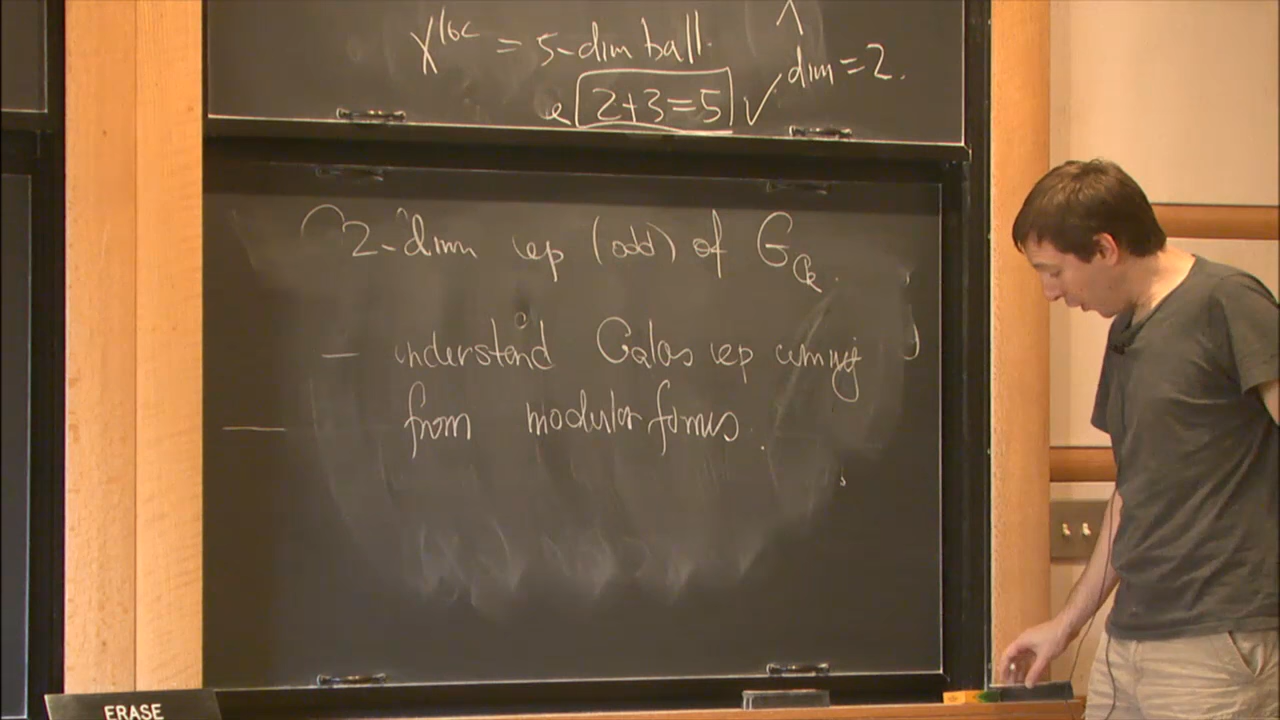 X^loc = 5-dim ball.
dim = 2.
2+3=5 ✓
2-dim rep (odd) of G_Q.
— understand Galois rep coming
from modular forms.
ERASE